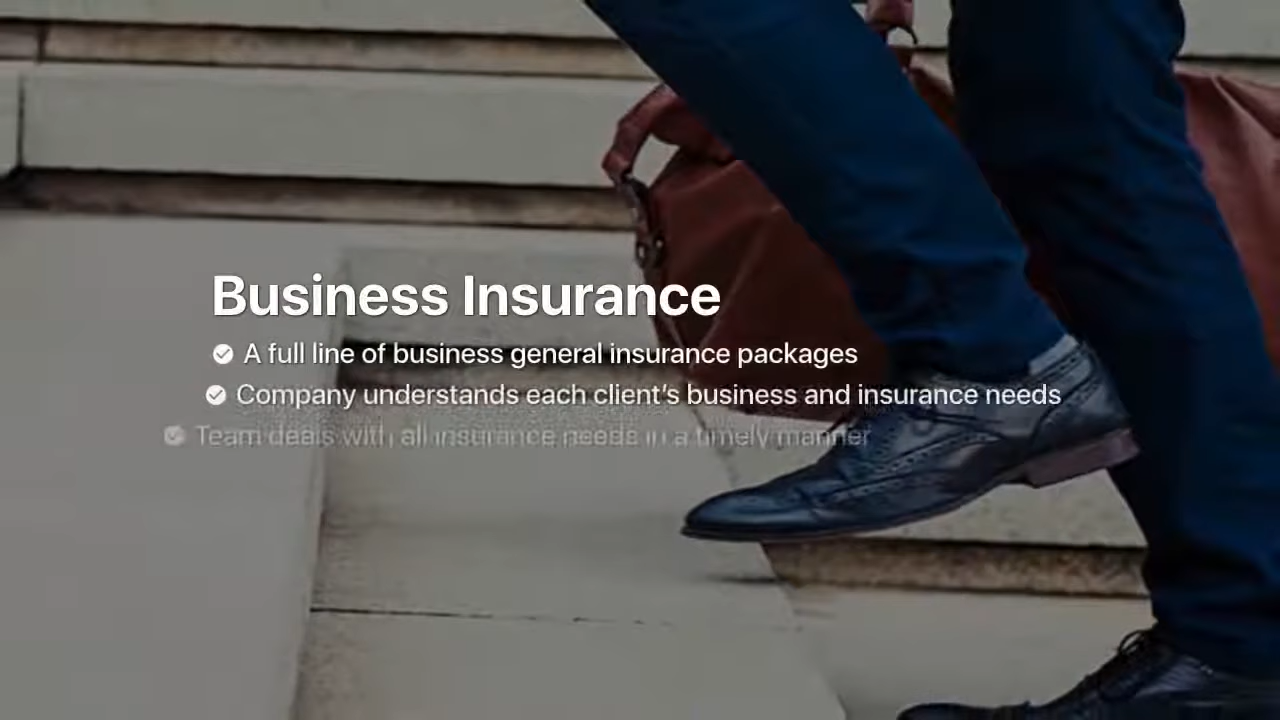 Business Insurance
A full line of business general insurance packages
Company understands each client's business and insurance needs
Team deals with all insurance needs in a timely manner